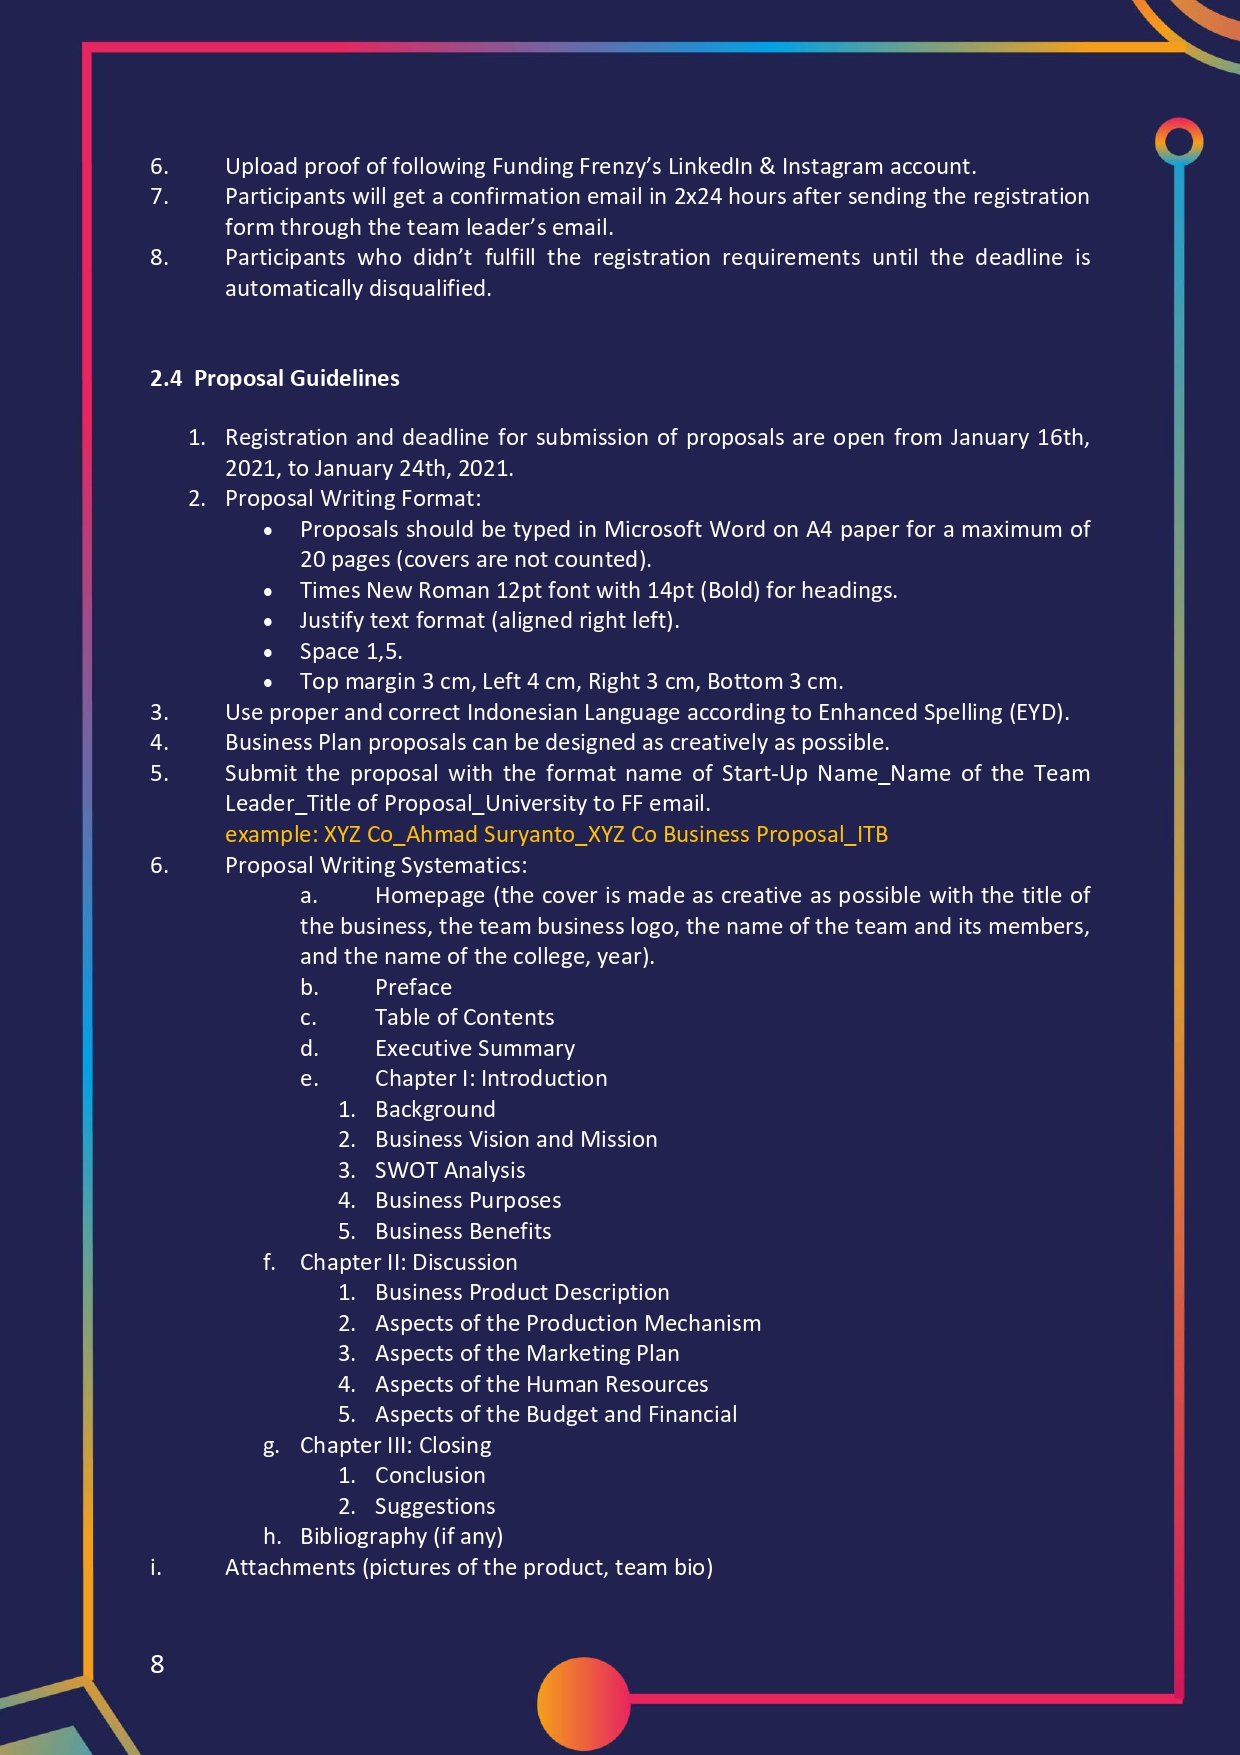 6. Upload proof of following Funding Frenzy’s LinkedIn & Instagram account.
7. Participants will get a confirmation email in 2x24 hours after sending the registration
form through the team leader’s email.
8. Participants who didn’t fulfill the registration requirements until the deadline is
automatically disqualified.
2.4 Proposal Guidelines
1. Registration and deadline for submission of proposals are open from January 16th,
2021, to January 24th, 2021.
2. Proposal Writing Format:
• Proposals should be typed in Microsoft Word on A4 paper for a maximum of
20 pages (covers are not counted).
• Times New Roman 12pt font with 14pt (Bold) for headings.
• Justify text format (aligned right left).
• Space 1,5.
• Top margin 3 cm, Left 4 cm, Right 3 cm, Bottom 3 cm.
3. Use proper and correct Indonesian Language according to Enhanced Spelling (EYD).
4. Business Plan proposals can be designed as creatively as possible.
5. Submit the proposal with the format name of Start-Up Name_Name of the Team
Leader_Title of Proposal_University to FF email.
example: XYZ Co_Ahmad Suryanto_XYZ Co Business Proposal_ITB
6. Proposal Writing Systematics:
a. Homepage (the cover is made as creative as possible with the title of
the business, the team business logo, the name of the team and its members,
and the name of the college, year).
b. Preface
c. Table of Contents
d. Executive Summary
e. Chapter I: Introduction
1. Background
2. Business Vision and Mission
3. SWOT Analysis
4. Business Purposes
5. Business Benefits
f. Chapter II: Discussion
1. Business Product Description
2. Aspects of the Production Mechanism
3. Aspects of the Marketing Plan
4. Aspects of the Human Resources
5. Aspects of the Budget and Financial
g. Chapter III: Closing
1. Conclusion
2. Suggestions
h. Bibliography (if any)
i. Attachments (pictures of the product, team bio)
8